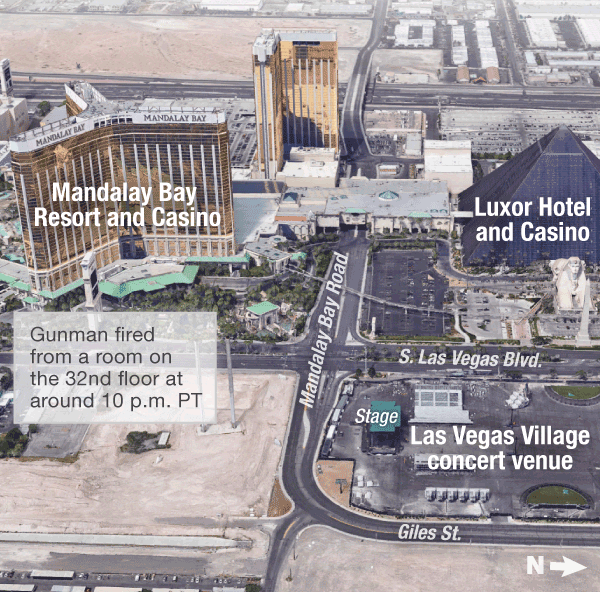 MANDALAY BAY
MANDALAY BAY
Mandalay Bay
Resort and Casino
Luxor Hotel
and Casino
Mandalay Bay Road
Gunman fired
from a room on
the 32nd floor at
around 10 p.m. PT
S. Las Vegas Blvd.
Stage
Las Vegas Village
concert venue
Giles St.
N